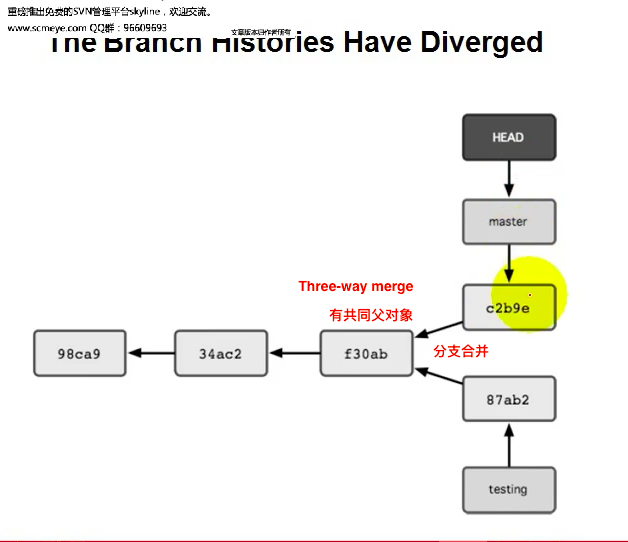 重磅推出免费的SVN管理平台skyline，欢迎交流。
www.scmeye.com QQ群：96609693
文章版本归作者所有
The Branch Histories Have Diverged
HEAD
master
Three-way merge
c2b9e
有共同父对象
98ca9
34ac2
f30ab
分支合并
87ab2
testing